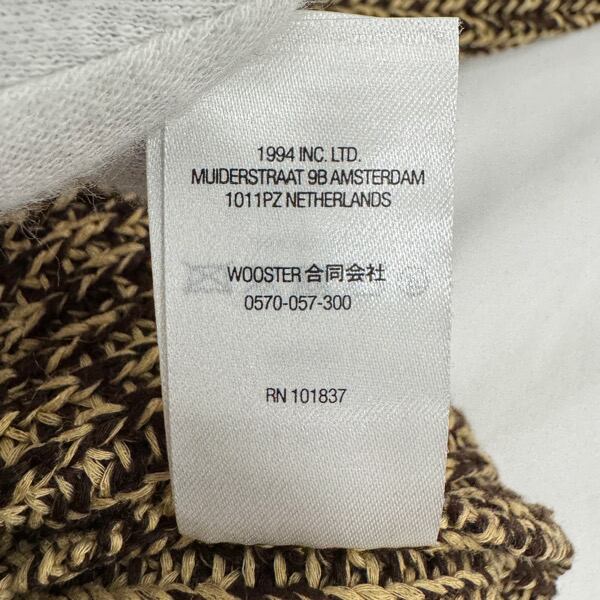 1994 INC. LTD.
MUIDERSTRAAT 9B AMSTERDAM
1011PZ NETHERLANDS
WOOSTER 合同会社
0570-057-300
RN 101837